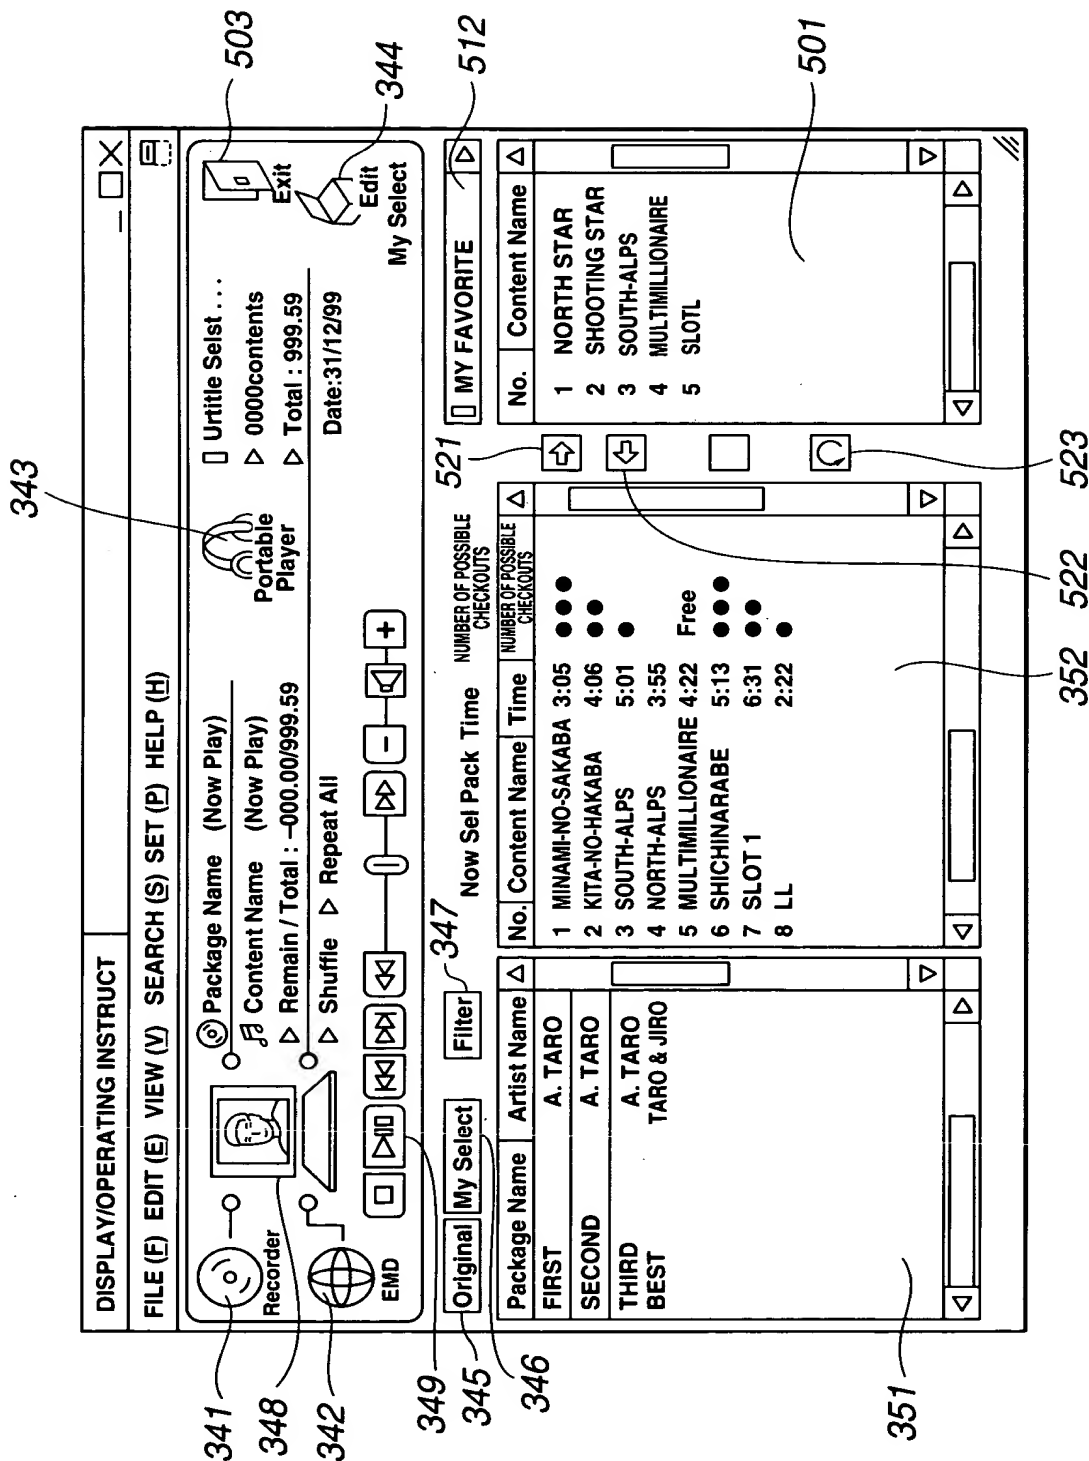 343
DISPLAY/OPERATING INSTRUCT
FILE (F) EDIT (E) VIEW (V) SEARCH (S) SET (P) HELP (H)
341
Recorder
348
342
EMD
349
Package Name (Now Play)
Content Name (Now Play)
Remain / Total : –000.00/999.59
Shuffle ▷ Repeat All
Portable
Player
Urtitle Selst . . .
0000contents
Total : 999.59
Date:31/12/99
Exit
503
344
Edit
My Select
345
Original
My Select
346
Filter
347
Now Sel Pack Time
NUMBER OF POSSIBLE
CHECKOUTS
521
MY FAVORITE
512
Package Name Artist Name
FIRST A. TARO
SECOND A. TARO
THIRD A. TARO
BEST TARO & JIRO
351
No. Content Name Time NUMBER OF POSSIBLE
CHECKOUTS
1 MINAMI-NO-SAKABA 3:05 ●●●
2 KITA-NO-HAKABA 4:06 ●●
3 SOUTH-ALPS 5:01 ●
4 NORTH-ALPS 3:55
5 MULTIMILLIONAIRE 4:22 Free
6 SHICHINARABE 5:13 ●●●
7 SLOT 1 6:31 ●●
8 LL 2:22 ●
352
522
523
No. Content Name
1 NORTH STAR
2 SHOOTING STAR
3 SOUTH-ALPS
4 MULTIMILLIONAIRE
5 SLOTL
501